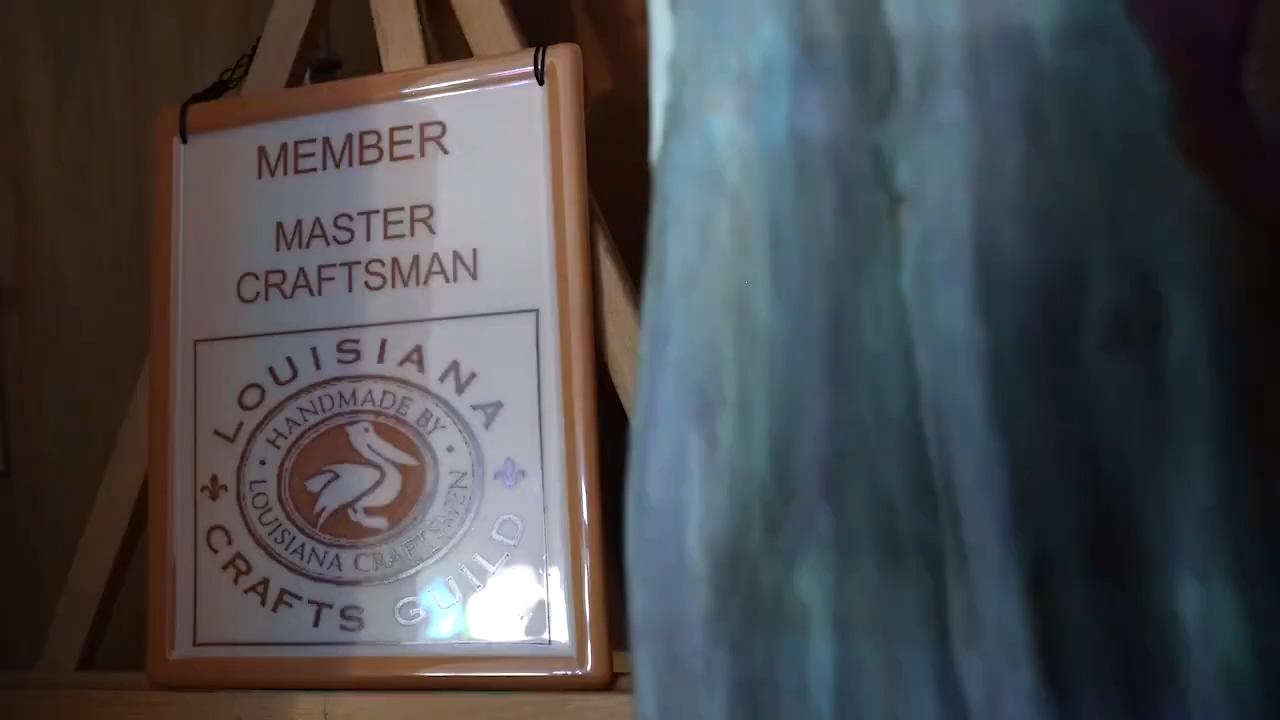 MEMBER
MASTER
CRAFTSMAN
LOUISIANA
HANDMADE BY
LOUISIANA CRAFTSMEN
CRAFTS GUILD